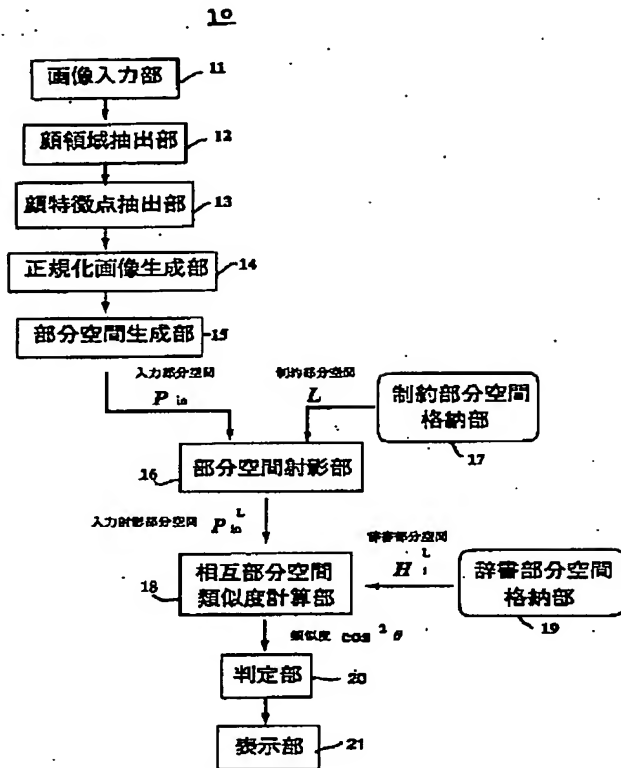 10
画像入力部
11
顔領域抽出部
12
顔特徴点抽出部
13
正規化画像生成部
14
部分空間生成部
15
入力部分空間
P in
制約部分空間
L
制約部分空間
格納部
17
部分空間射影部
16
入力射影部分空間 P in L
辞書部分空間
H i L
相互部分空間
類似度計算部
18
辞書部分空間
格納部
19
類似度 cos 2 θ
判定部
20
表示部
21